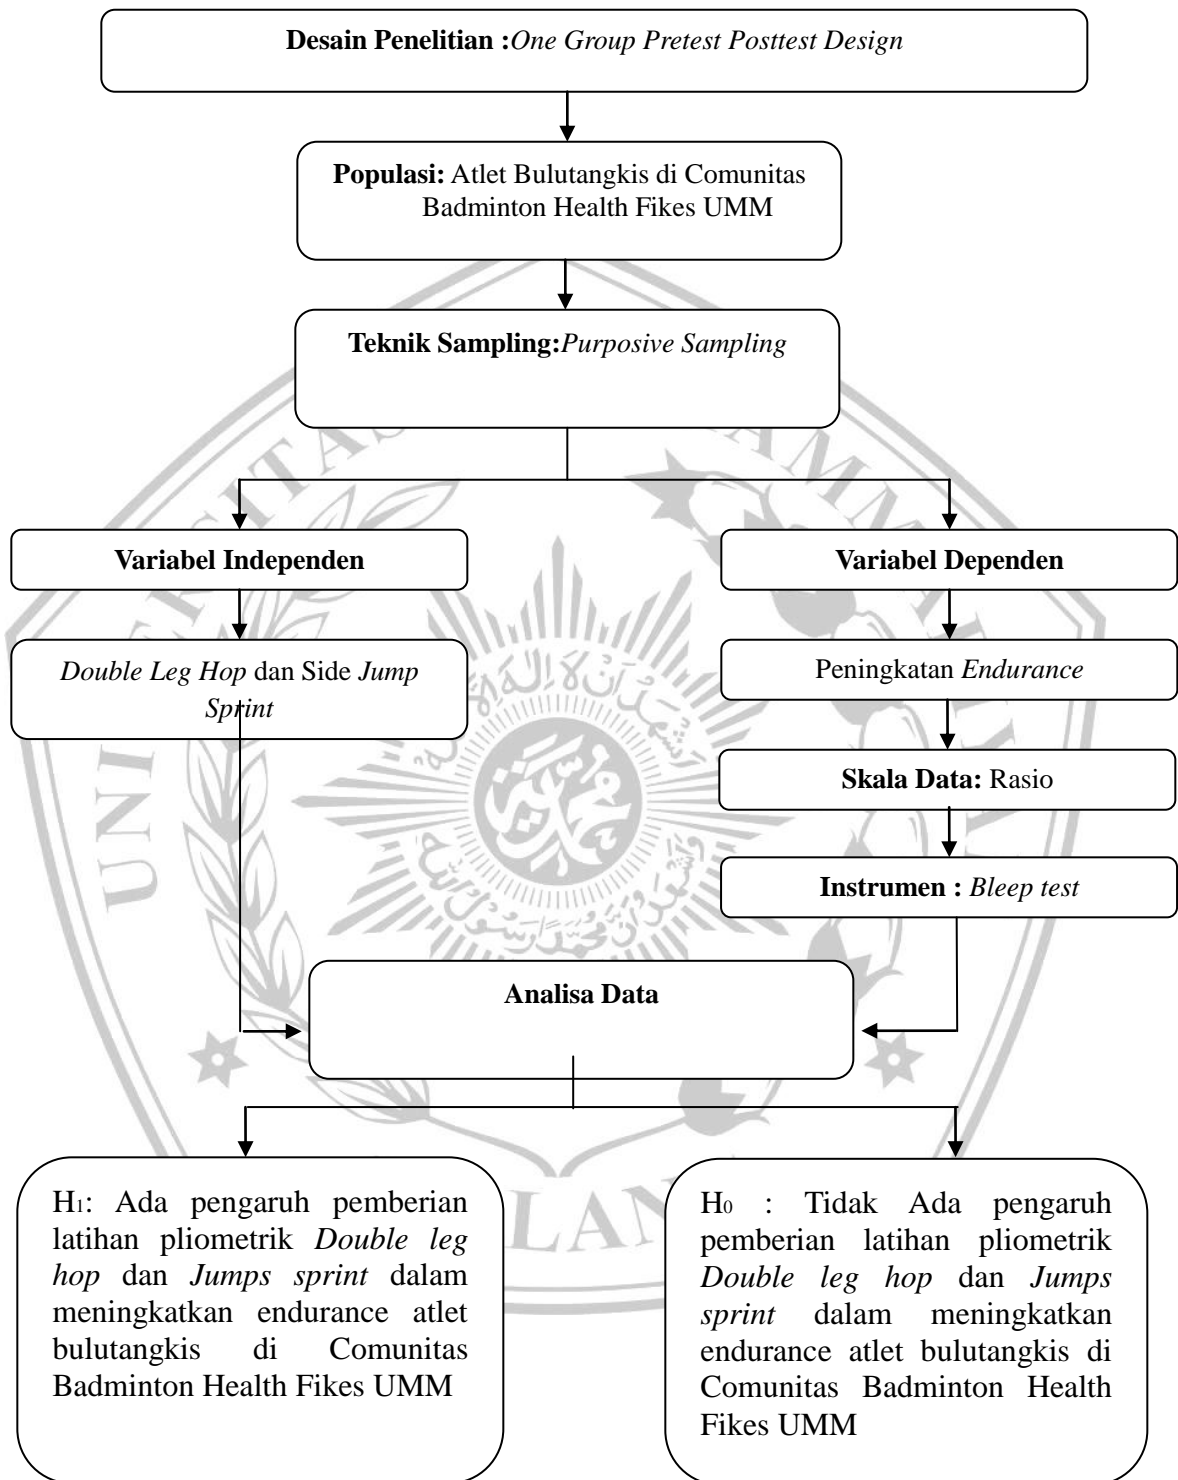 Desain Penelitian :One Group Pretest Posttest Design
Populasi: Atlet Bulutangkis di Comunitas
Badminton Health Fikes UMM
Teknik Sampling:Purposive Sampling
Variabel Independen
Variabel Dependen
Double Leg Hop dan Side Jump
Sprint
Peningkatan Endurance
Skala Data: Rasio
Instrumen : Bleep test
Analisa Data
H1: Ada pengaruh pemberian
latihan pliometrik Double leg
hop dan Jumps sprint dalam
meningkatkan endurance atlet
bulutangkis di Comunitas
Badminton Health Fikes UMM
H0 : Tidak Ada pengaruh
pemberian latihan pliometrik
Double leg hop dan Jumps
sprint dalam meningkatkan
endurance atlet bulutangkis di
Comunitas Badminton Health
Fikes UMM